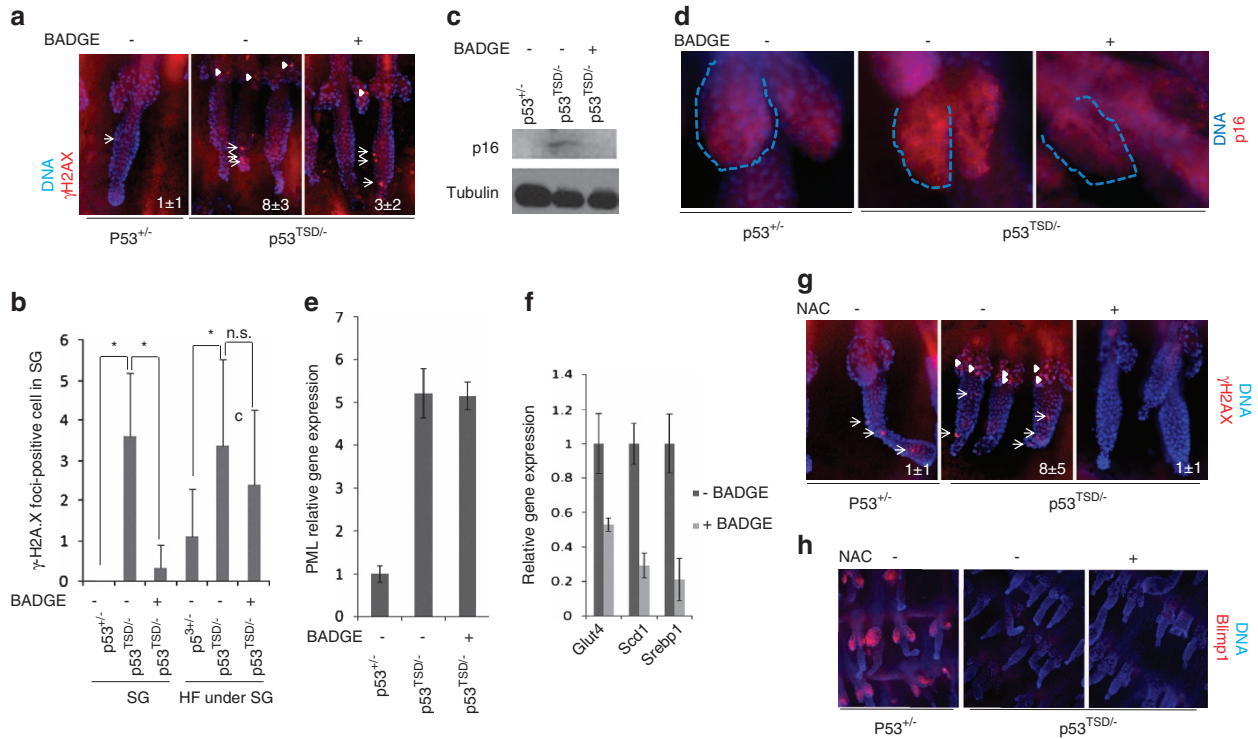 a
BADGE - - +
DNA
γH2AX
1±1 8±3 3±2
P53+/- p53TSD/-
c
BADGE - - +
p53+/- p53TSD/- p53TSD/-
p16
Tubulin
d
BADGE - - +
DNA
p16
p53+/- p53TSD/-
b
γ-H2A.X foci-positive cell in SG
6
5
4
3
2
1
0
* * * n.s.
c
BADGE - - + - - +
p53+/- p53TSD/- p53TSD/- p53+/- p53TSD/- p53TSD/-
SG HF under SG
e
PML relative gene expression
7
6
5
4
3
2
1
0
BADGE - - +
p53+/- p53TSD/- p53TSD/-
f
Relative gene expression
1.4
1.2
1
0.8
0.6
0.4
0.2
0
Glut4 Scd1 Srebp1
- BADGE
+ BADGE
g
NAC - - +
DNA
γH2AX
1±1 8±5 1±1
P53+/- p53TSD/-
h
NAC - - +
DNA
Blimp1
P53+/- p53TSD/-